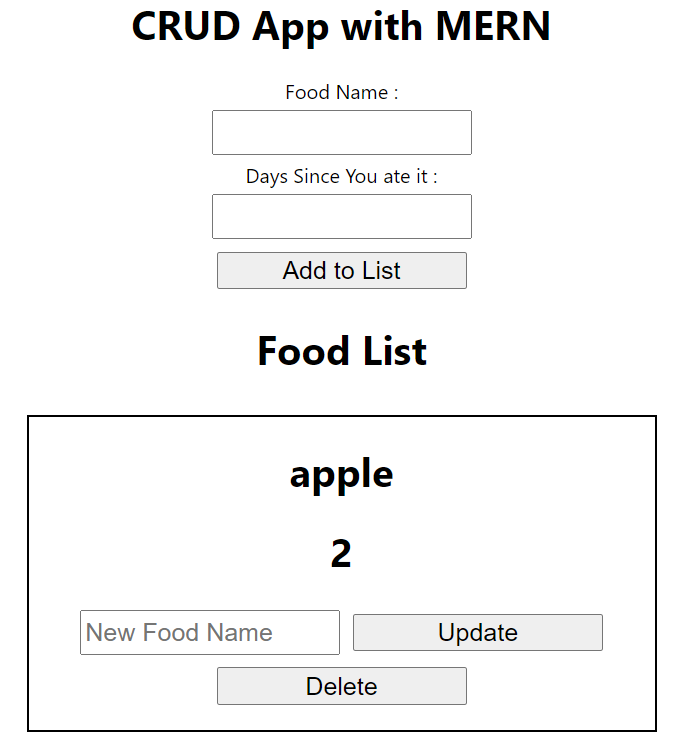 CRUD App with MERN
Food Name :
Days Since You ate it :
Add to List
Food List
apple
2
New Food Name Update
Delete